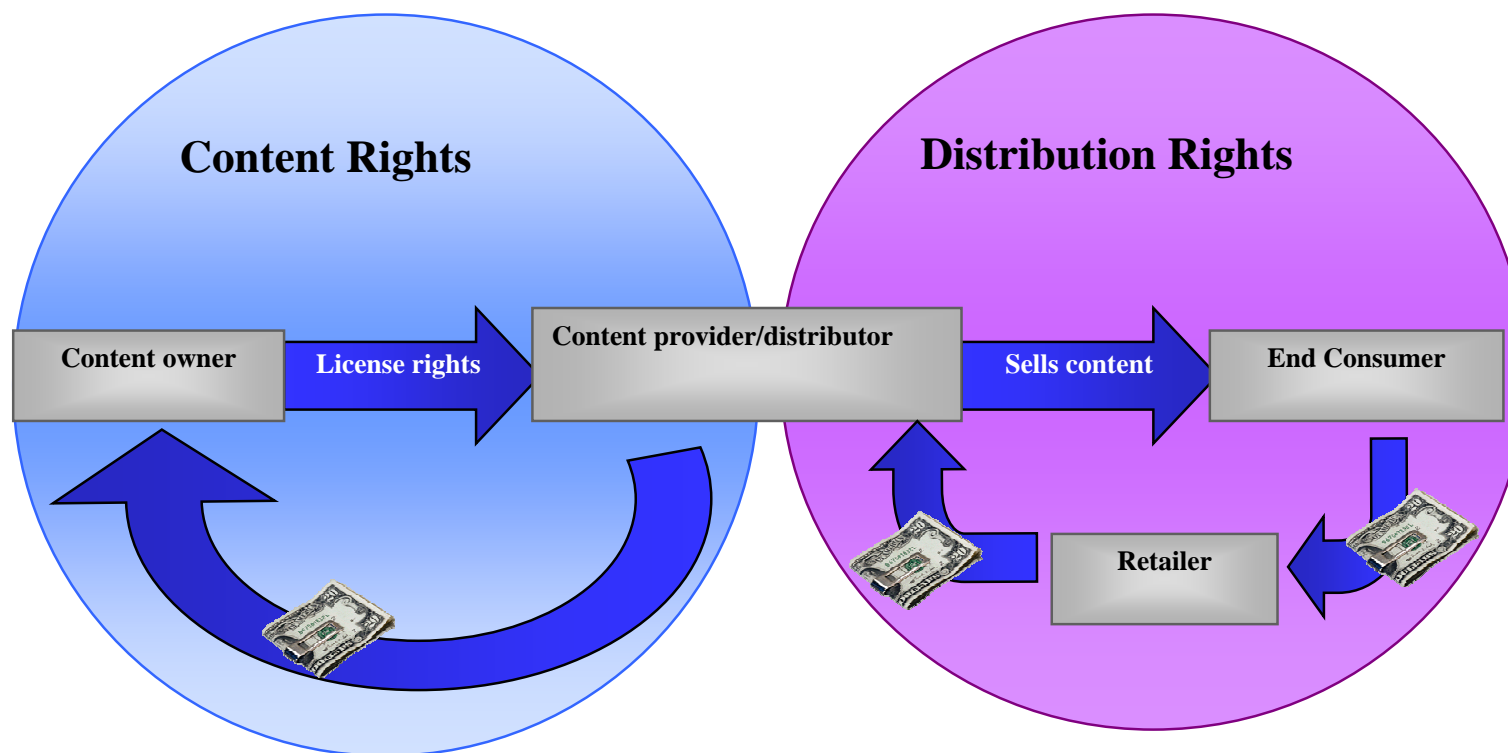 Content Rights
Distribution Rights
Content owner
License rights
Content provider/distributor
Sells content
End Consumer
Retailer